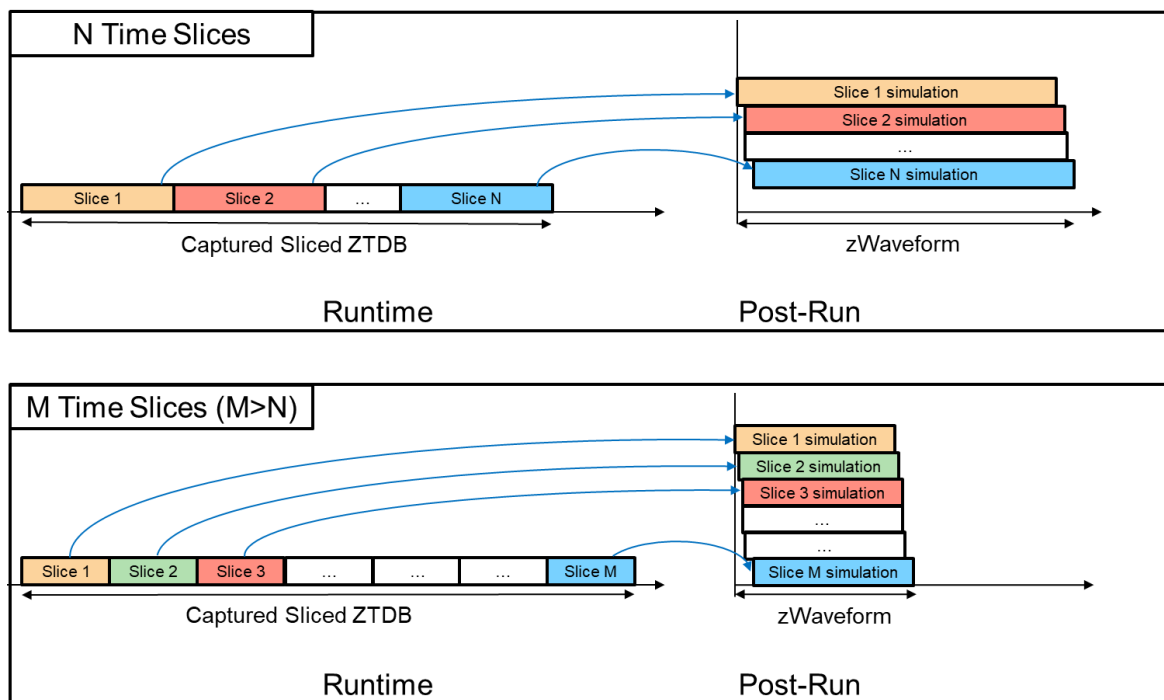 N Time Slices
Slice 1 simulation
Slice 2 simulation
...
Slice N simulation
Slice 1
Slice 2
...
Slice N
Captured Sliced ZTDB
zWaveform
Runtime
Post-Run
M Time Slices (M>N)
Slice 1 simulation
Slice 2 simulation
Slice 3 simulation
...
...
Slice M simulation
Slice 1
Slice 2
Slice 3
...
...
...
Slice M
Captured Sliced ZTDB
zWaveform
Runtime
Post-Run